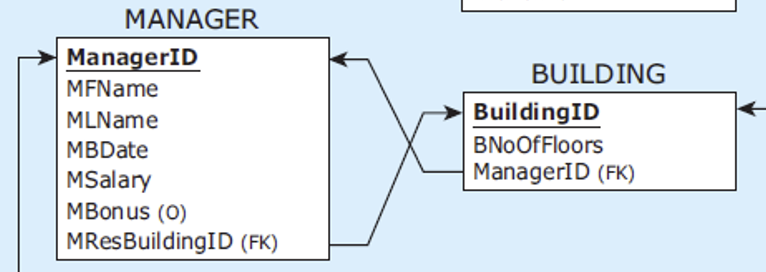 MANAGER
ManagerID
MFName
MLName
MBDate
MSalary
MBonus (O)
MResBuildingID (FK)
BUILDING
BuildingID
BNoOfFloors
ManagerID (FK)